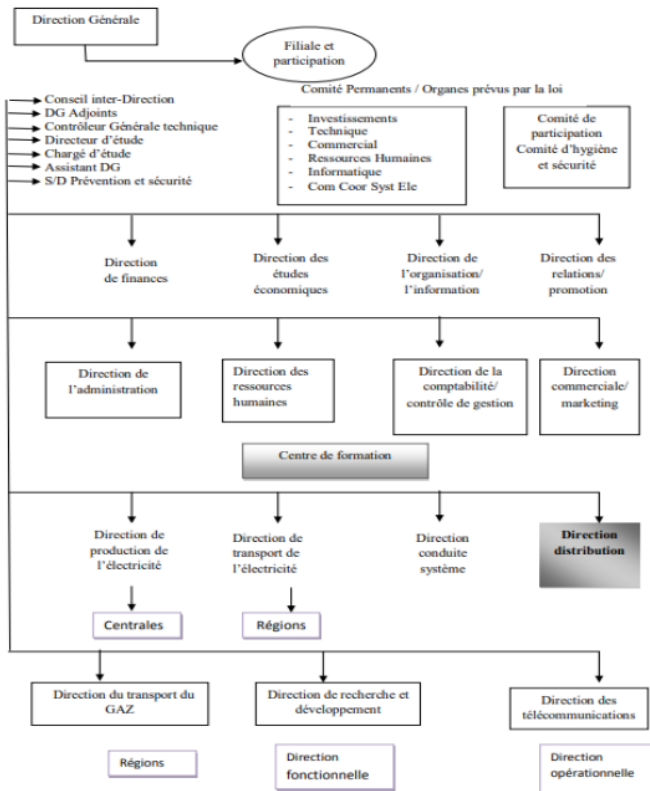 Direction Générale
Filiale et
participation
Comité Permanents / Organes prévus par la loi
Conseil inter-Direction
DG Adjoints
Contrôleur Générale technique
Directeur d'étude
Chargé d'étude
Assistant DG
S/D Prévention et sécurité
- Investissements
- Technique
- Commercial
- Ressources Humaines
- Informatique
- Com Coor Syst Ele
Comité de
participation
Comité d'hygiène
et sécurité
Direction
de finances
Direction des
études
économiques
Direction de
l'organisation/
l'information
Direction des
relations/
promotion
Direction de
l'administration
Direction des
ressources
humaines
Direction de la
comptabilité/
contrôle de gestion
Direction
commerciale/
marketing
Centre de formation
Direction de
production de
l'électricité
Direction de
transport de
l'électricité
Direction
conduite
système
Direction
distribution
Centrales
Régions
Direction du transport du
GAZ
Direction de recherche et
développement
Direction des
télécommunications
Régions
Direction
fonctionnelle
Direction
opérationnelle